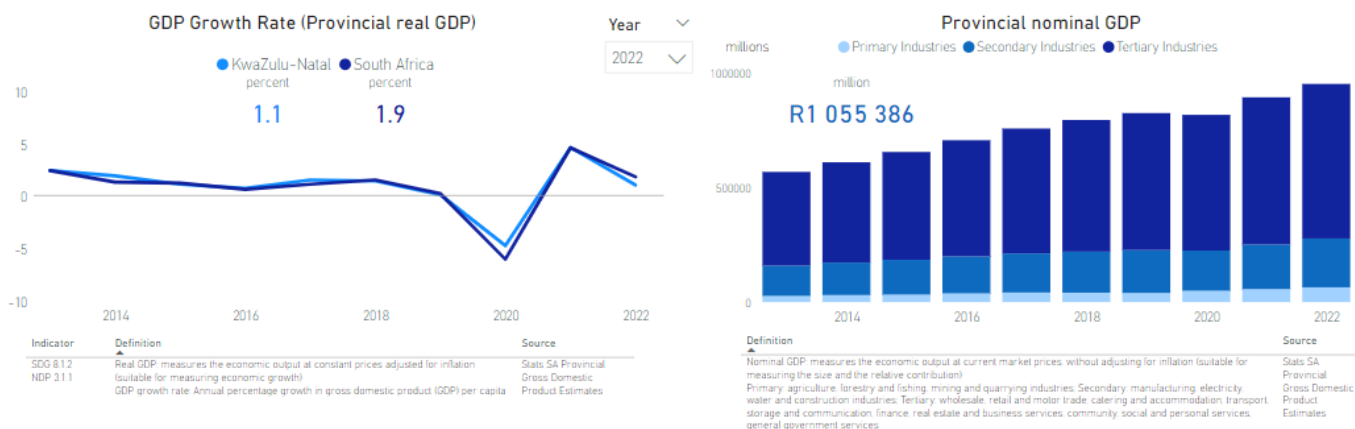 GDP Growth Rate (Provincial real GDP)
Year
2022
KwaZulu-Natal South Africa
percent percent
1.1 1.9
10
5
0
-5
-10
2014 2016 2018 2020 2022
Indicator Definition Source
SDG 8.1.2 Real GDP: measures the economic output at constant prices adjusted for inflation Stats SA Provincial
NDP 3.1.1 (suitable for measuring economic growth) Gross Domestic
GDP growth rate: Annual percentage growth in gross domestic product (GDP) per capita Product Estimates
Provincial nominal GDP
millions
Primary Industries Secondary Industries Tertiary Industries
million
R1 055 386
1000000
500000
0
2014 2016 2018 2020 2022
Definition Source
Nominal GDP: measures the economic output at current market prices, without adjusting for inflation (suitable for Stats SA
measuring the size and the relative contribution) Provincial
Primary: agriculture, forestry and fishing; mining and quarrying industries; Secondary: manufacturing, electricity, Gross Domestic
water and construction industries; Tertiary: wholesale, retail and motor trade; catering and accommodation, transport, Product
storage and communication, finance, real estate and business services, community, social and personal services, Estimates
general government services